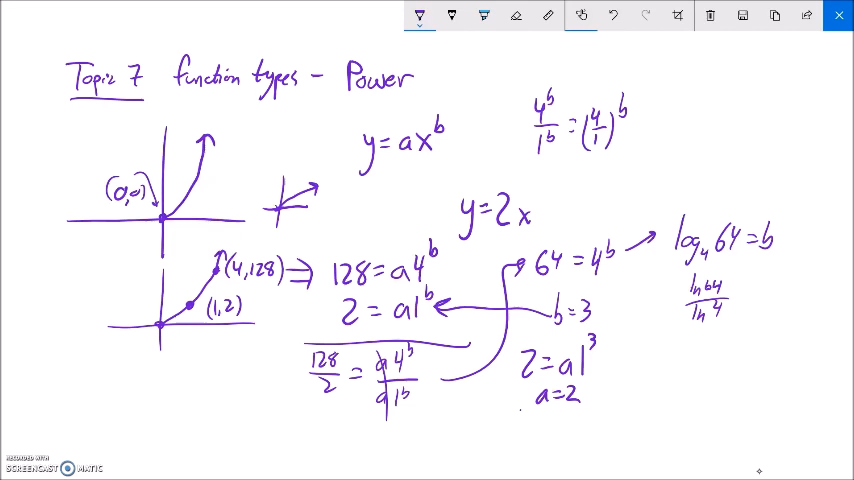 Topic 7 function types - Power
4^b/1^b = (4/1)^b
y = ax^b
(0,0)
y = 2x
(4,128) ⇒ 128 = a4^b
(1,2)
2 = a1^b
128/2 = a4^b/a1^b
64 = 4^b
log₄ 64 = b
ln 64/ln 4
b = 3
2 = a1^3
a = 2
RECORDED WITH
SCREENCAST MATIC